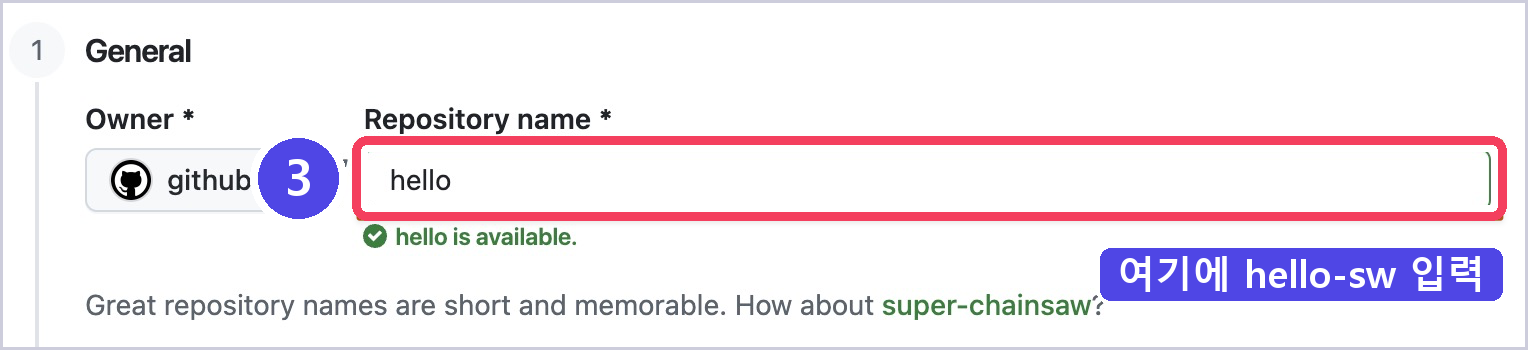 1 General
Owner * Repository name *
github 3 hello
hello is available.
여기에 hello-sw 입력
Great repository names are short and memorable. How about super-chainsaw?